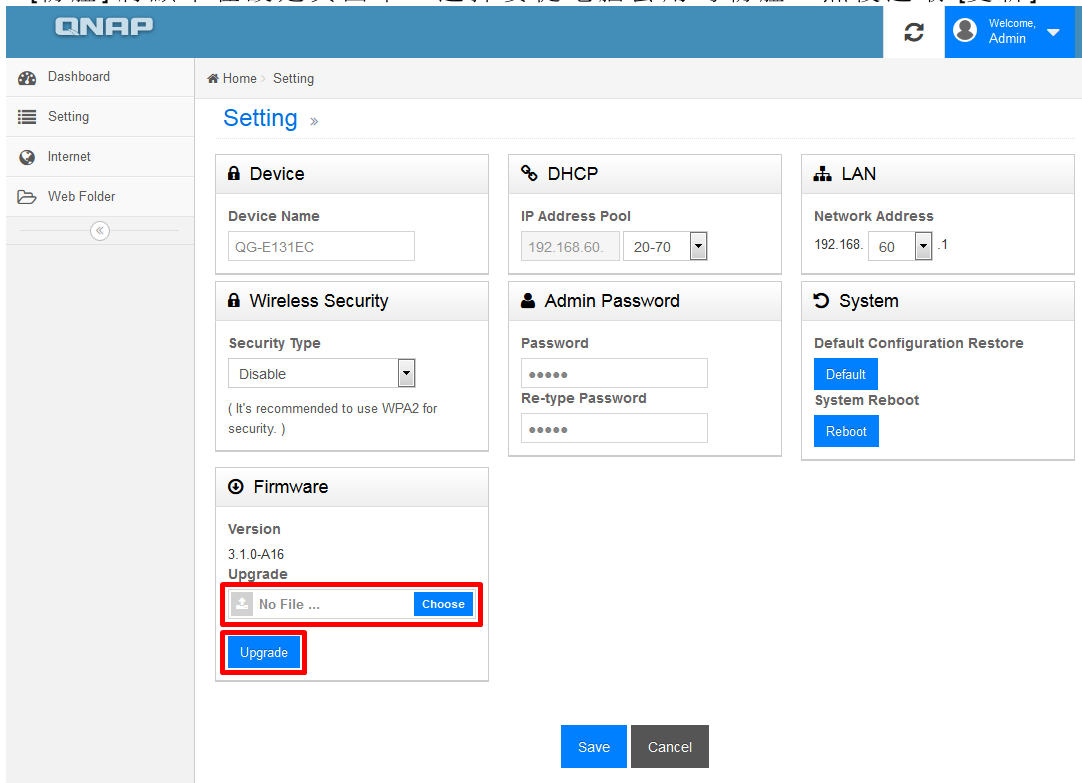 QNAP
Welcome,
Admin
Dashboard
Setting
Internet
Web Folder
Home
Setting
Setting »
Device
Device Name
QG-E131EC
DHCP
IP Address Pool
192.168.60. 20-70
LAN
Network Address
192.168. 60 .1
Wireless Security
Security Type
Disable
( It's recommended to use WPA2 for
security. )
Admin Password
Password
•••••
Re-type Password
•••••
System
Default Configuration Restore
Default
System Reboot
Reboot
Firmware
Version
3.1.0-A16
Upgrade
No File ... Choose
Upgrade
Save Cancel